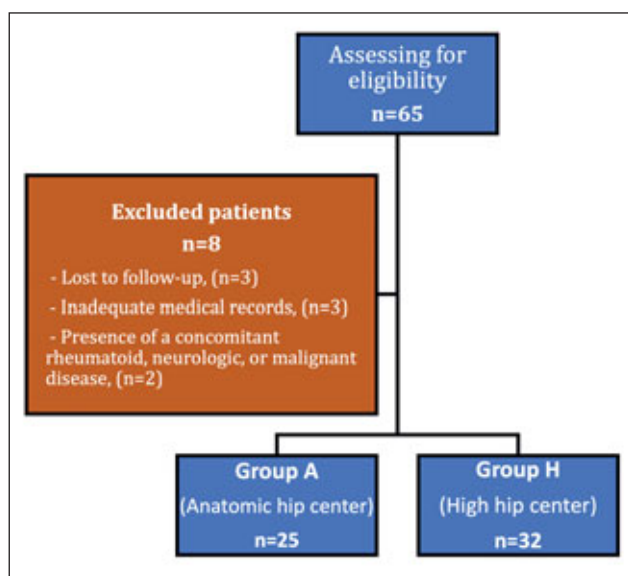 Assessing for
eligibility
n=65
Excluded patients
n=8
- Lost to follow-up, (n=3)
- Inadequate medical records, (n=3)
- Presence of a concomitant
rheumatoid, neurologic, or malignant
disease, (n=2)
Group A
(Anatomic hip center)
n=25
Group H
(High hip center)
n=32